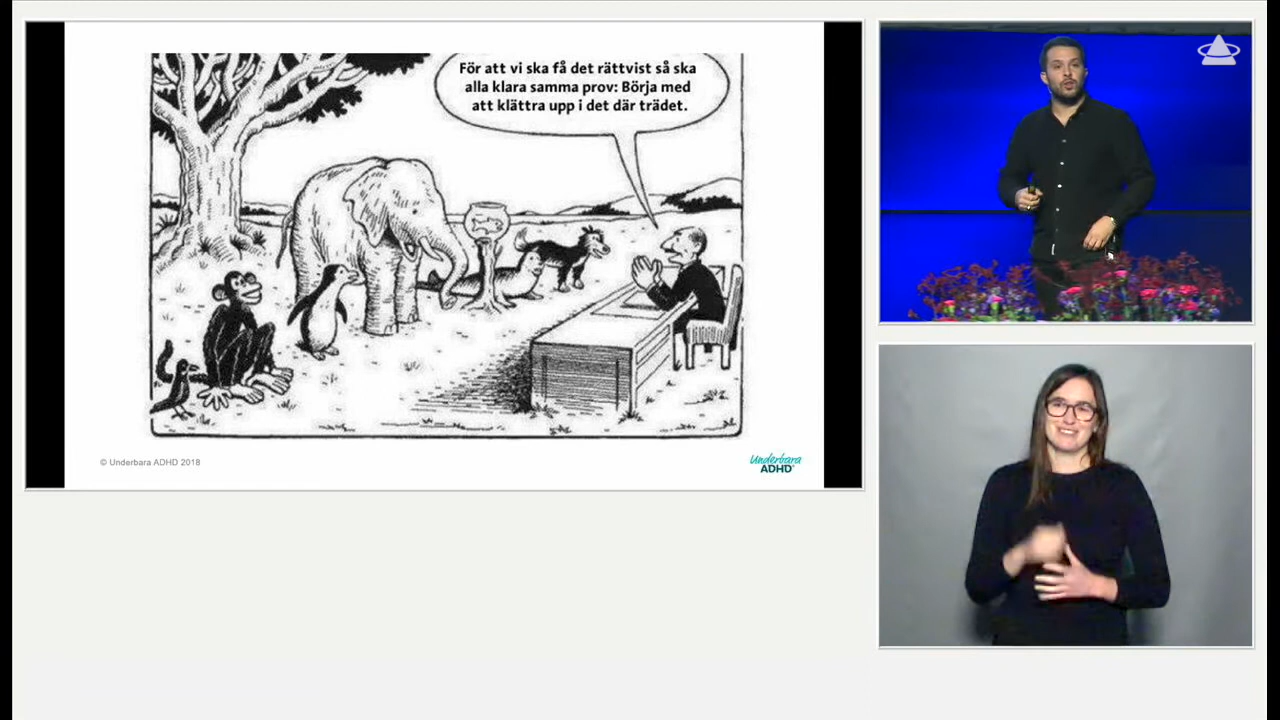 För att vi ska få det rättvist så ska
alla klara samma prov: Börja med
att klättra upp i det där trädet.
© Underbara ADHD 2018
Underbara
ADHD